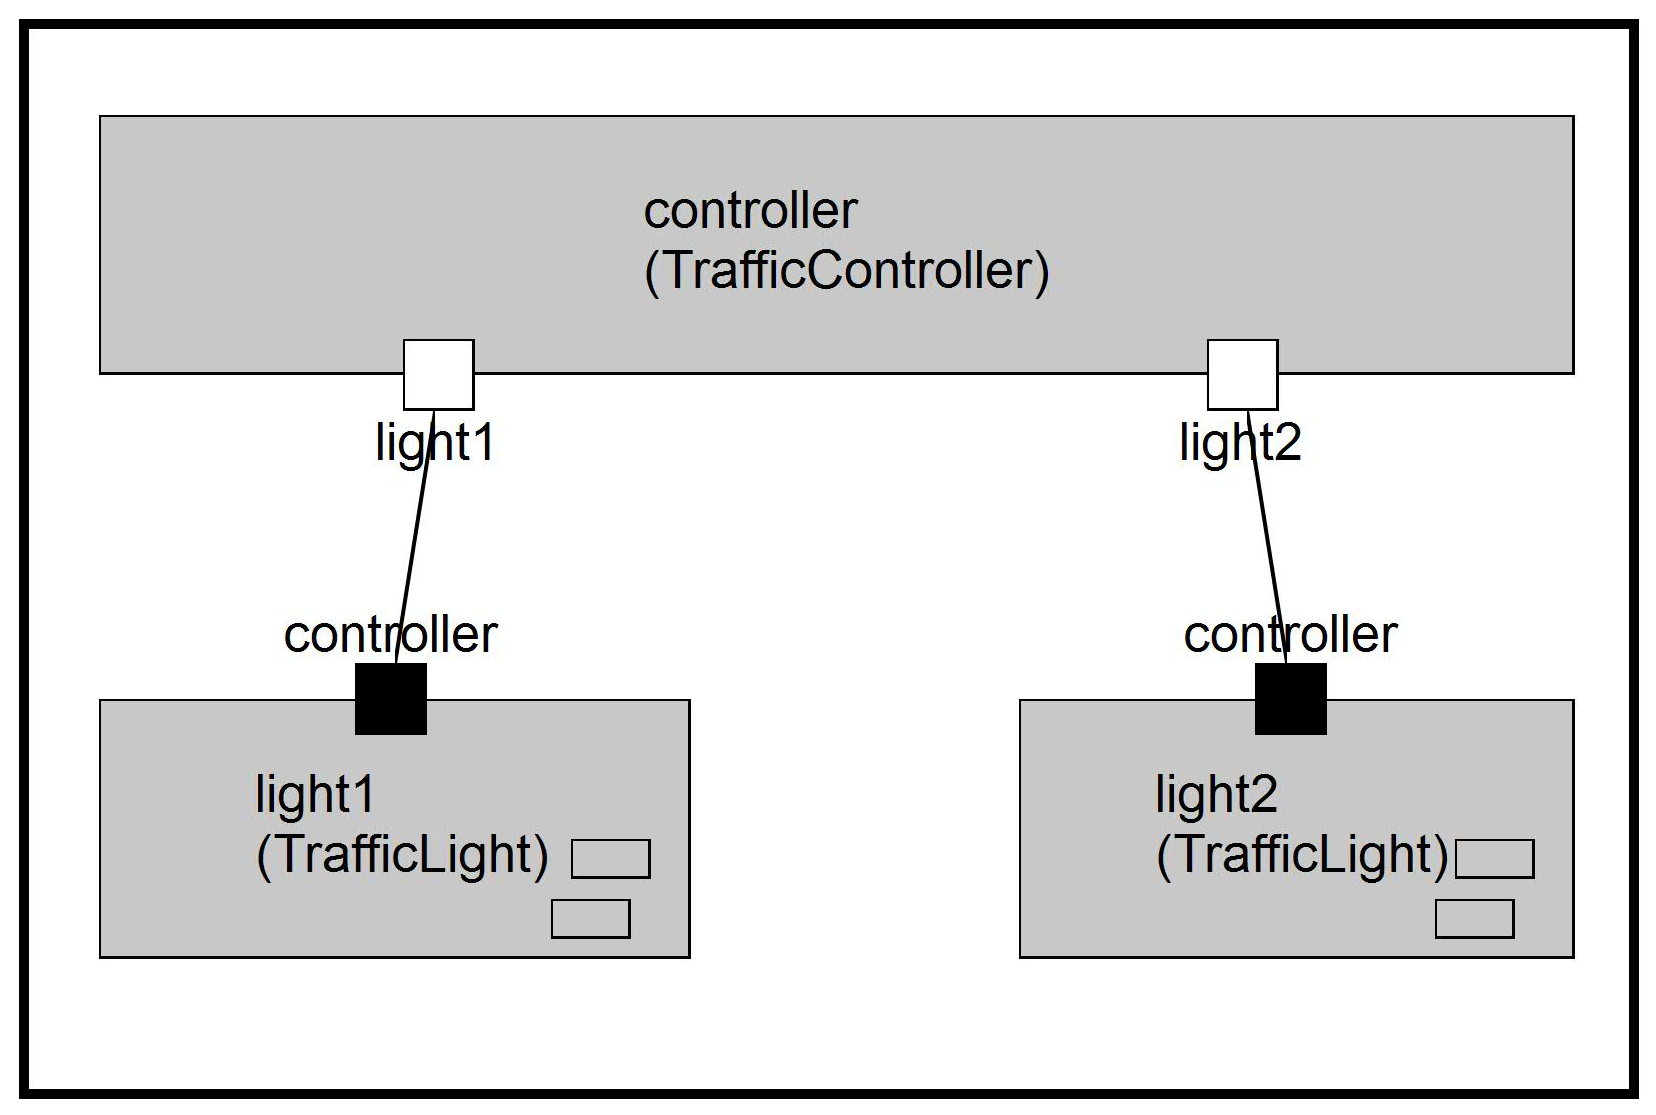 controller
(TrafficController)
light1
light2
controller
controller
light1
(TrafficLight)
light2
(TrafficLight)